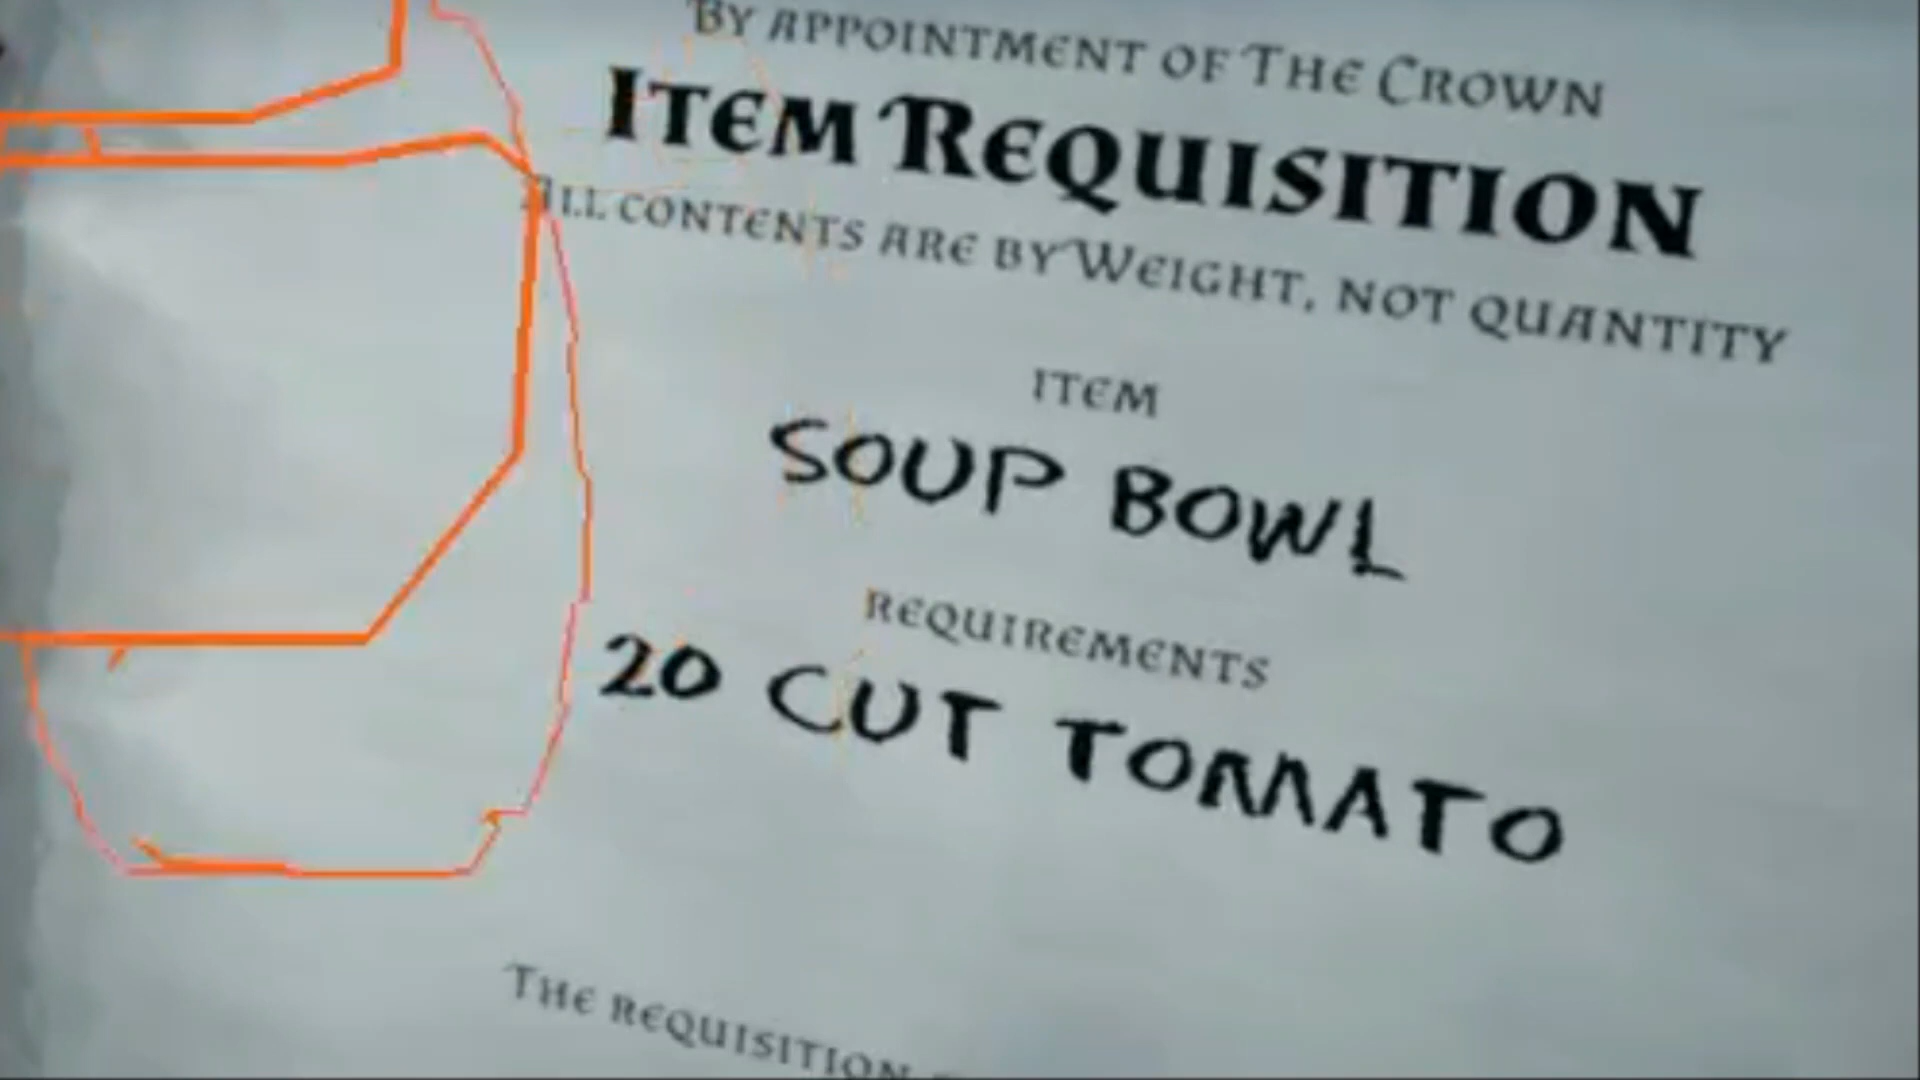 By appointment of The Crown
Item Requisition
All contents are by Weight, not quantity
Item
SOUP BOWL
Requirements
20 CUT TOMATO
The requisition